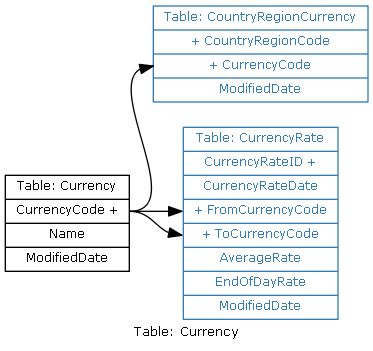 Table: CountryRegionCurrency
+ CountryRegionCode
+ CurrencyCode
ModifiedDate
Table: CurrencyRate
CurrencyRateID +
CurrencyRateDate
+ FromCurrencyCode
+ ToCurrencyCode
AverageRate
EndOfDayRate
ModifiedDate
Table: Currency
CurrencyCode +
Name
ModifiedDate
Table: Currency